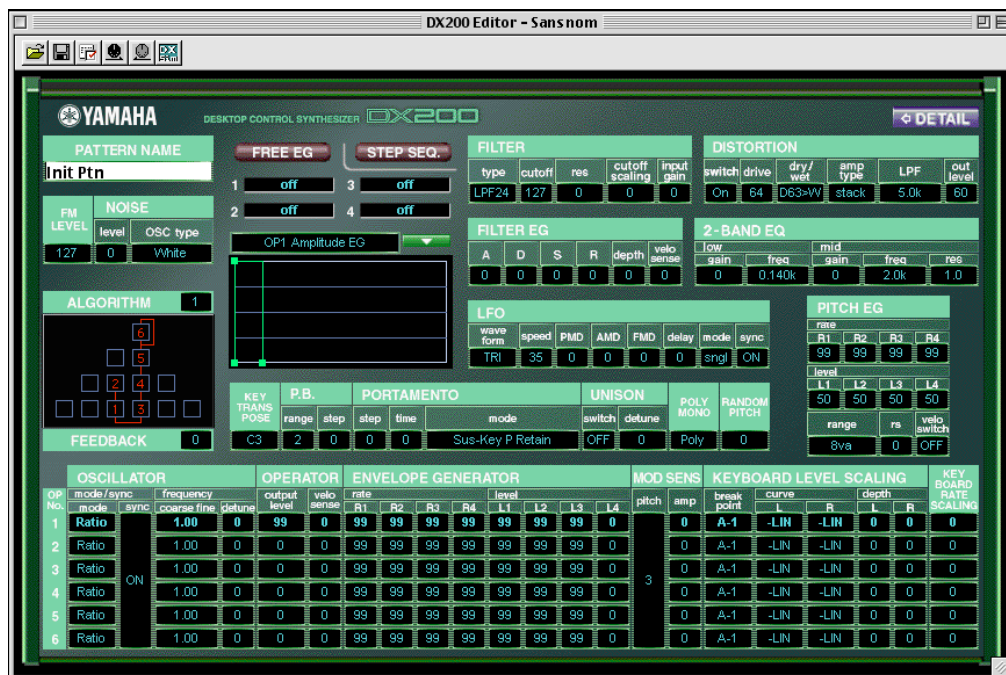 DX200 Editor - Sans nom
YAMAHA DESKTOP CONTROL SYNTHESIZER DX200 DETAIL
PATTERN NAME
Init Ptn
FREE EG STEP SEQ.
1 off 3 off
2 off 4 off
FM LEVEL NOISE
level OSC type
127 0 White
OP1 Amplitude EG
FILTER
type cutoff res cutoff scaling input gain
LPF24 127 0 0 0
DISTORTION
switch drive dry/wet amp type LPF out level
On 64 D63>W stack 5.0k 60
FILTER EG
A D S R depth velo sense
0 0 0 0 0 0
2-BAND EQ
low mid
gain freq gain freq res
0 0.140k 0 2.0k 1.0
ALGORITHM 1
6
5
2 4
1 3
FEEDBACK 0
LFO
wave form speed PMD AMD FMD delay mode sync
TRI 35 0 0 0 0 sngl ON
PITCH EG
rate
R1 R2 R3 R4
99 99 99 99
level
L1 L2 L3 L4
50 50 50 50
range rs velo switch
8va 0 OFF
KEY TRANS POSE P.B. PORTAMENTO UNISON POLY MONO RANDOM PITCH
range step step time mode switch detune
C3 2 0 0 0 Sus-Key P Retain OFF 0 Poly 0
OSCILLATOR OPERATOR ENVELOPE GENERATOR MOD SENS KEYBOARD LEVEL SCALING KEY BOARD RATE SCALING
OP No. mode/sync frequency output level velo sense rate level pitch amp break point curve depth
mode sync coarse fine detune R1 R2 R3 R4 L1 L2 L3 L4 L R L R
1 Ratio 1.00 0 99 0 99 99 99 99 99 99 99 0 0 A-1 -LIN -LIN 0 0 0
2 Ratio 1.00 0 0 0 99 99 99 99 99 99 99 0 0 A-1 -LIN -LIN 0 0 0
3 Ratio ON 1.00 0 0 0 99 99 99 99 99 99 99 0 3 0 A-1 -LIN -LIN 0 0 0
4 Ratio 1.00 0 0 0 99 99 99 99 99 99 99 0 0 A-1 -LIN -LIN 0 0 0
5 Ratio 1.00 0 0 0 99 99 99 99 99 99 99 0 0 A-1 -LIN -LIN 0 0 0
6 Ratio 1.00 0 0 0 99 99 99 99 99 99 99 0 0 A-1 -LIN -LIN 0 0 0